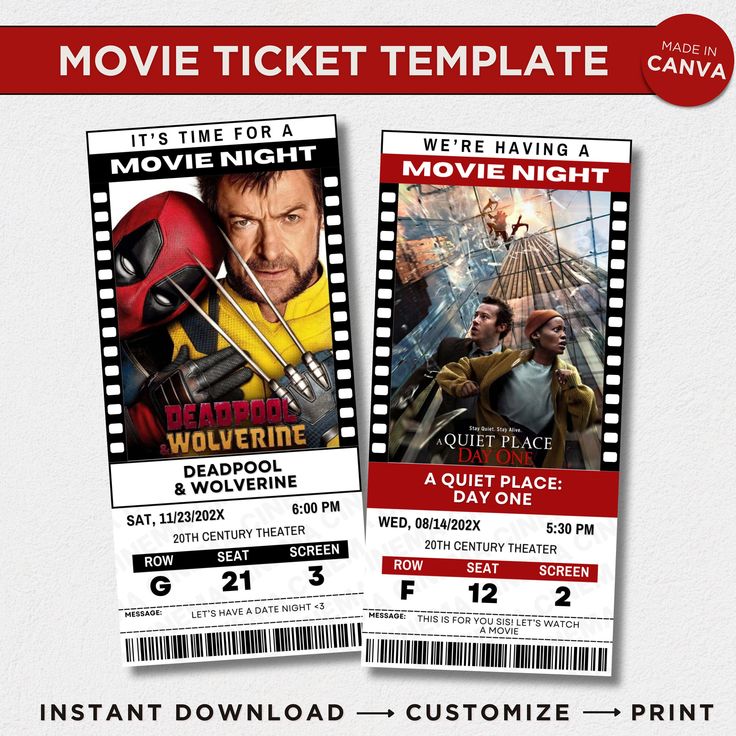 MOVIE TICKET TEMPLATE
MADE IN
CANVA
IT'S TIME FOR A
MOVIE NIGHT
DEADPOOL
& WOLVERINE
DEADPOOL
& WOLVERINE
SAT, 11/23/202X 6:00 PM
20TH CENTURY THEATER
ROW SEAT SCREEN
G 21 3
MESSAGE: LET'S HAVE A DATE NIGHT <3
WE'RE HAVING A
MOVIE NIGHT
Stay Quiet. Stay Alive.
A QUIET PLACE
DAY ONE
A QUIET PLACE:
DAY ONE
WED, 08/14/202X 5:30 PM
20TH CENTURY THEATER
ROW SEAT SCREEN
F 12 2
MESSAGE: THIS IS FOR YOU SIS! LET'S WATCH
A MOVIE
INSTANT DOWNLOAD → CUSTOMIZE → PRINT